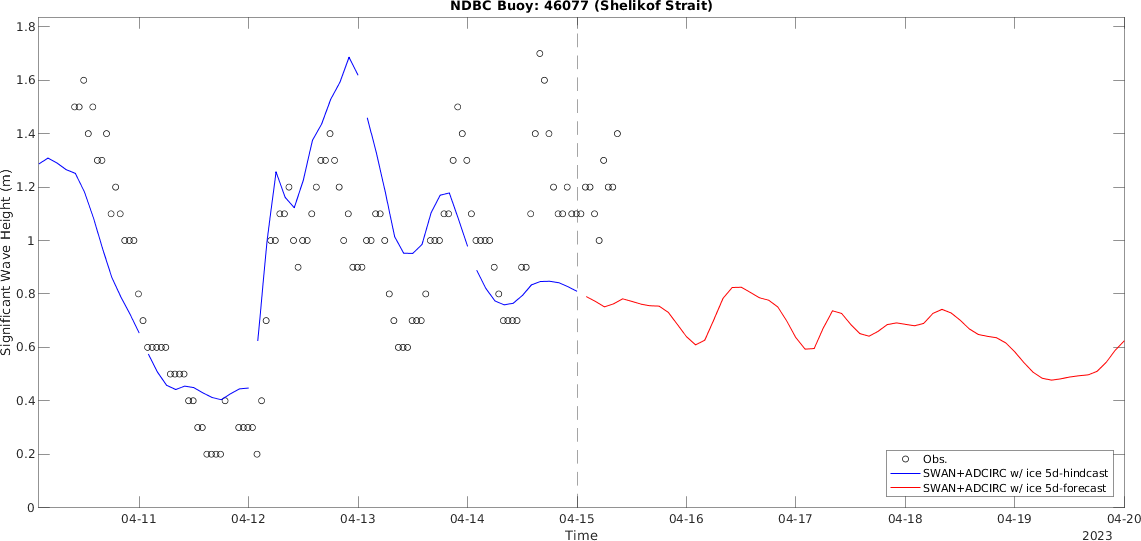 NDBC Buoy: 46077 (Shelikof Strait)
1.8
1.6
1.4
1.2
1
0.8
0.6
0.4
0.2
0
Significant Wave Height (m)
04-11 04-12 04-13 04-14 04-15 04-16 04-17 04-18 04-19 04-20
Time
2023
Obs.
SWAN+ADCIRC w/ ice 5d-hindcast
SWAN+ADCIRC w/ ice 5d-forecast